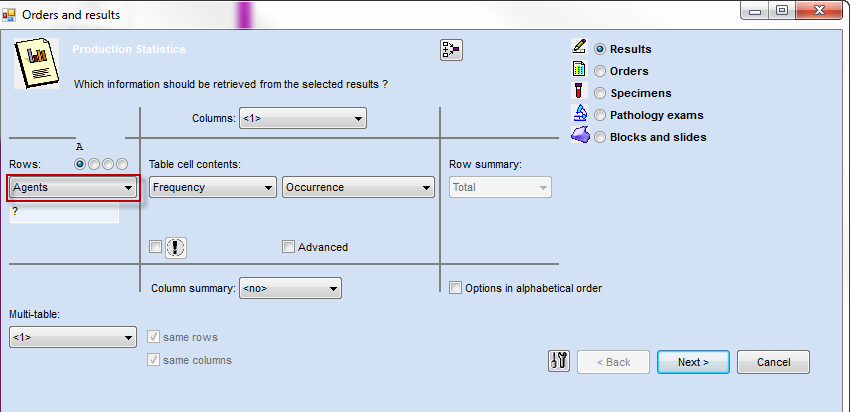 Orders and results
Production Statistics
Which information should be retrieved from the selected results ?
Results
Orders
Specimens
Pathology exams
Blocks and slides
Columns: <1>
A
Rows:
Table cell contents:
Row summary:
Agents
Frequency
Occurrence
Total
?
!
Advanced
Column summary: <no>
Options in alphabetical order
Multi-table:
<1>
same rows
same columns
< Back
Next >
Cancel